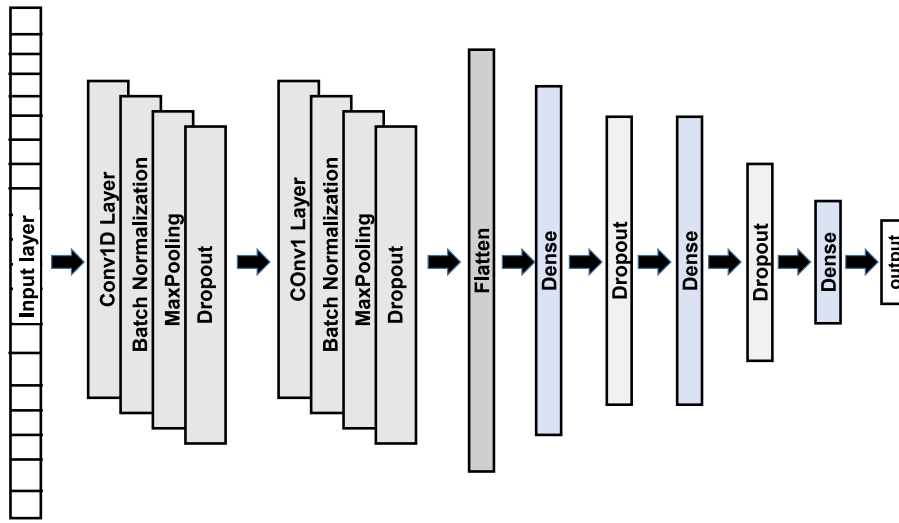 Input layer
Conv1D Layer
Batch Normalization
MaxPooling
Dropout
COnv1 Layer
Batch Normalization
MaxPooling
Dropout
Flatten
Dense
Dropout
Dense
Dropout
Dense
output